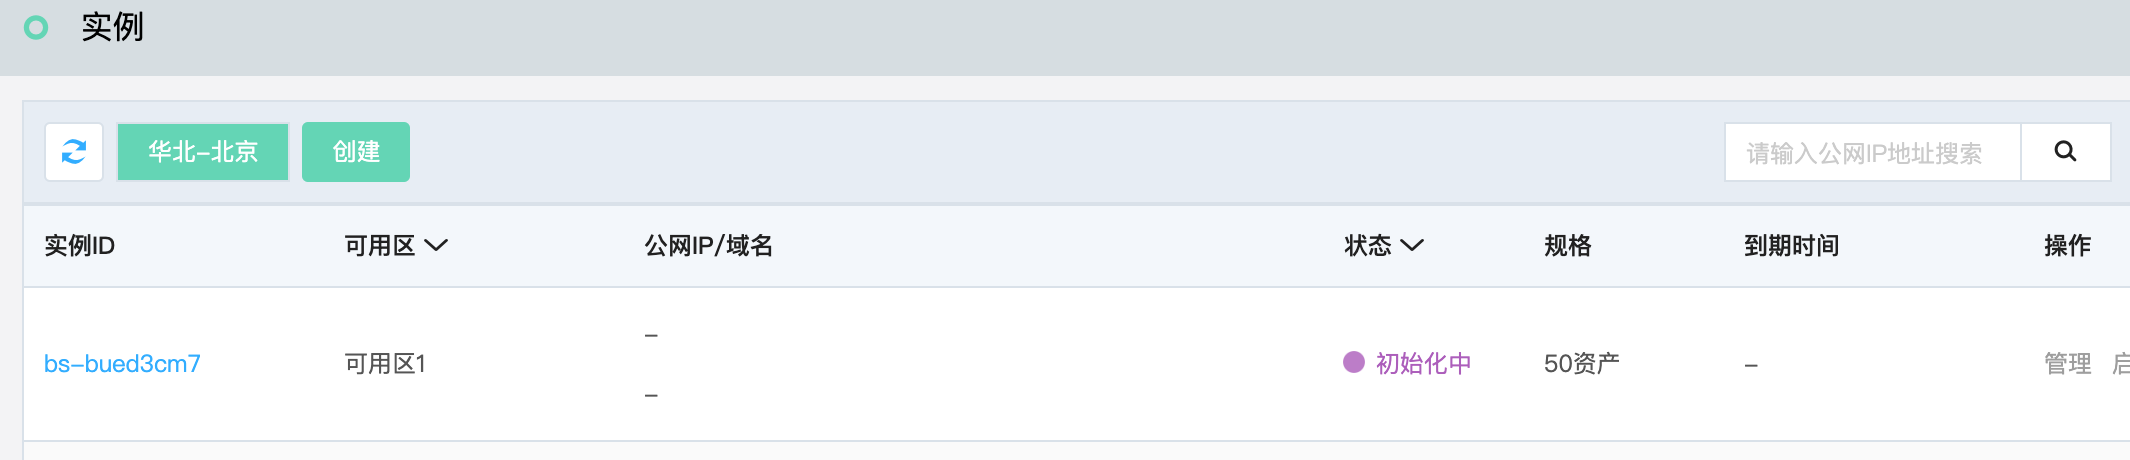 实例
华北-北京 创建 请输入公网IP地址搜索
实例ID 可用区 公网IP/域名 状态 规格 到期时间 操作
-
bs-bued3cm7 可用区1 初始化中 50资产 - 管理
-